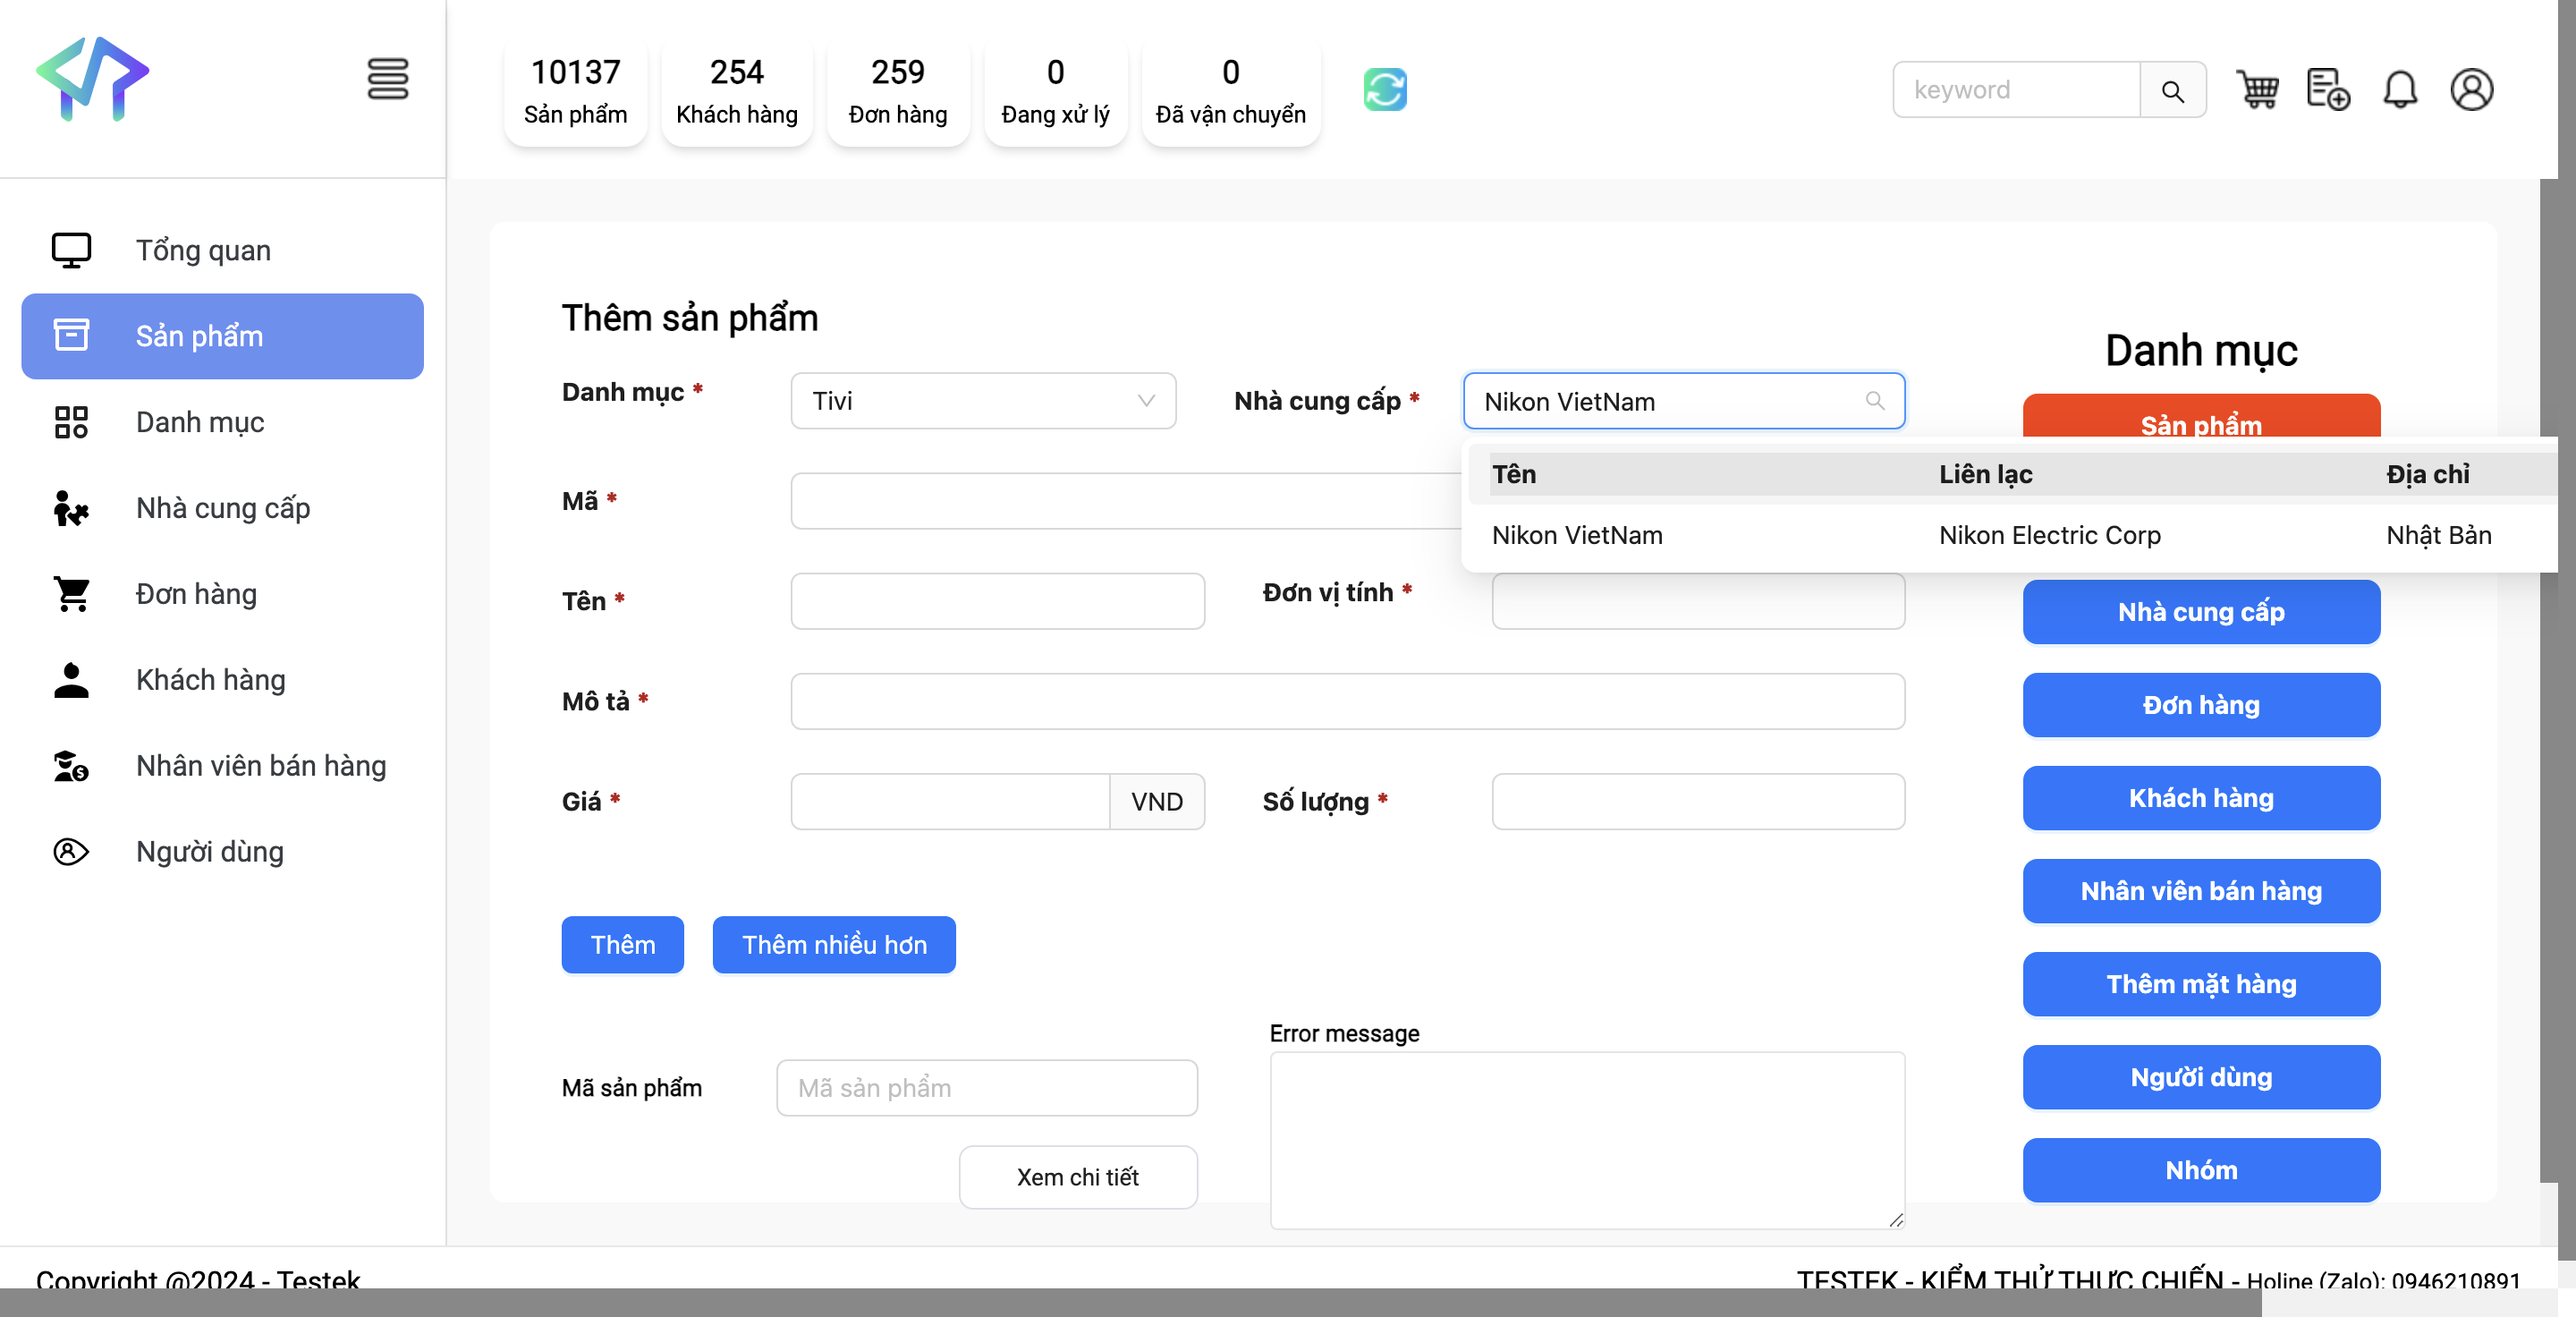 10137
Sản phẩm
254
Khách hàng
259
Đơn hàng
0
Đang xử lý
0
Đã vận chuyển
keyword
Tổng quan
Sản phẩm
Danh mục
Nhà cung cấp
Đơn hàng
Khách hàng
Nhân viên bán hàng
Người dùng
Thêm sản phẩm
Danh mục *
Tivi
Nhà cung cấp *
Nikon VietNam
Tên Liên lạc Địa chỉ
Nikon VietNam Nikon Electric Corp Nhật Bản
Mã *
Tên *
Đơn vị tính *
Mô tả *
Giá *
VND
Số lượng *
Thêm
Thêm nhiều hơn
Mã sản phẩm
Mã sản phẩm
Xem chi tiết
Error message
Danh mục
Sản phẩm
Nhà cung cấp
Đơn hàng
Khách hàng
Nhân viên bán hàng
Thêm mặt hàng
Người dùng
Nhóm
Copyright @2024 - Testek
TESTEK - KIỂM THỬ THỰC CHIẾN - Holine (Zalo): 0946210891